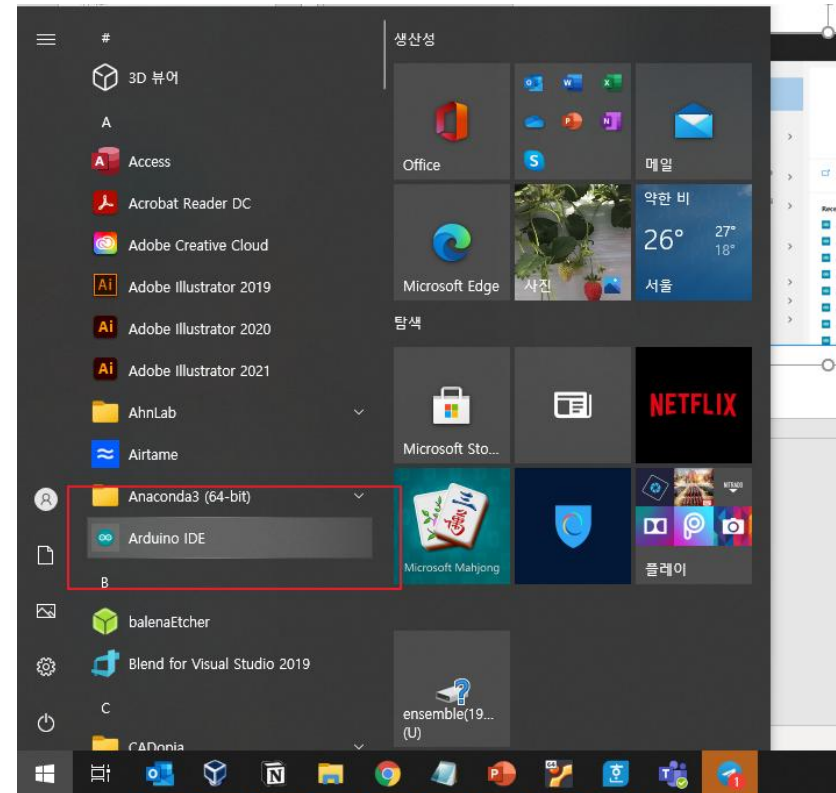 #
3D 뷰어
A
Access
Acrobat Reader DC
Adobe Creative Cloud
Adobe Illustrator 2019
Adobe Illustrator 2020
Adobe Illustrator 2021
AhnLab
Airtame
Anaconda3 (64-bit)
Arduino IDE
B
balenaEtcher
Blend for Visual Studio 2019
C
CADopia
생산성
Office
메일
Microsoft Edge
사진
약한 비
26°
27°
18°
서울
탐색
Microsoft Sto...
NETFLIX
Microsoft Mahjong
플레이
ensemble(19...
(U)
Rece